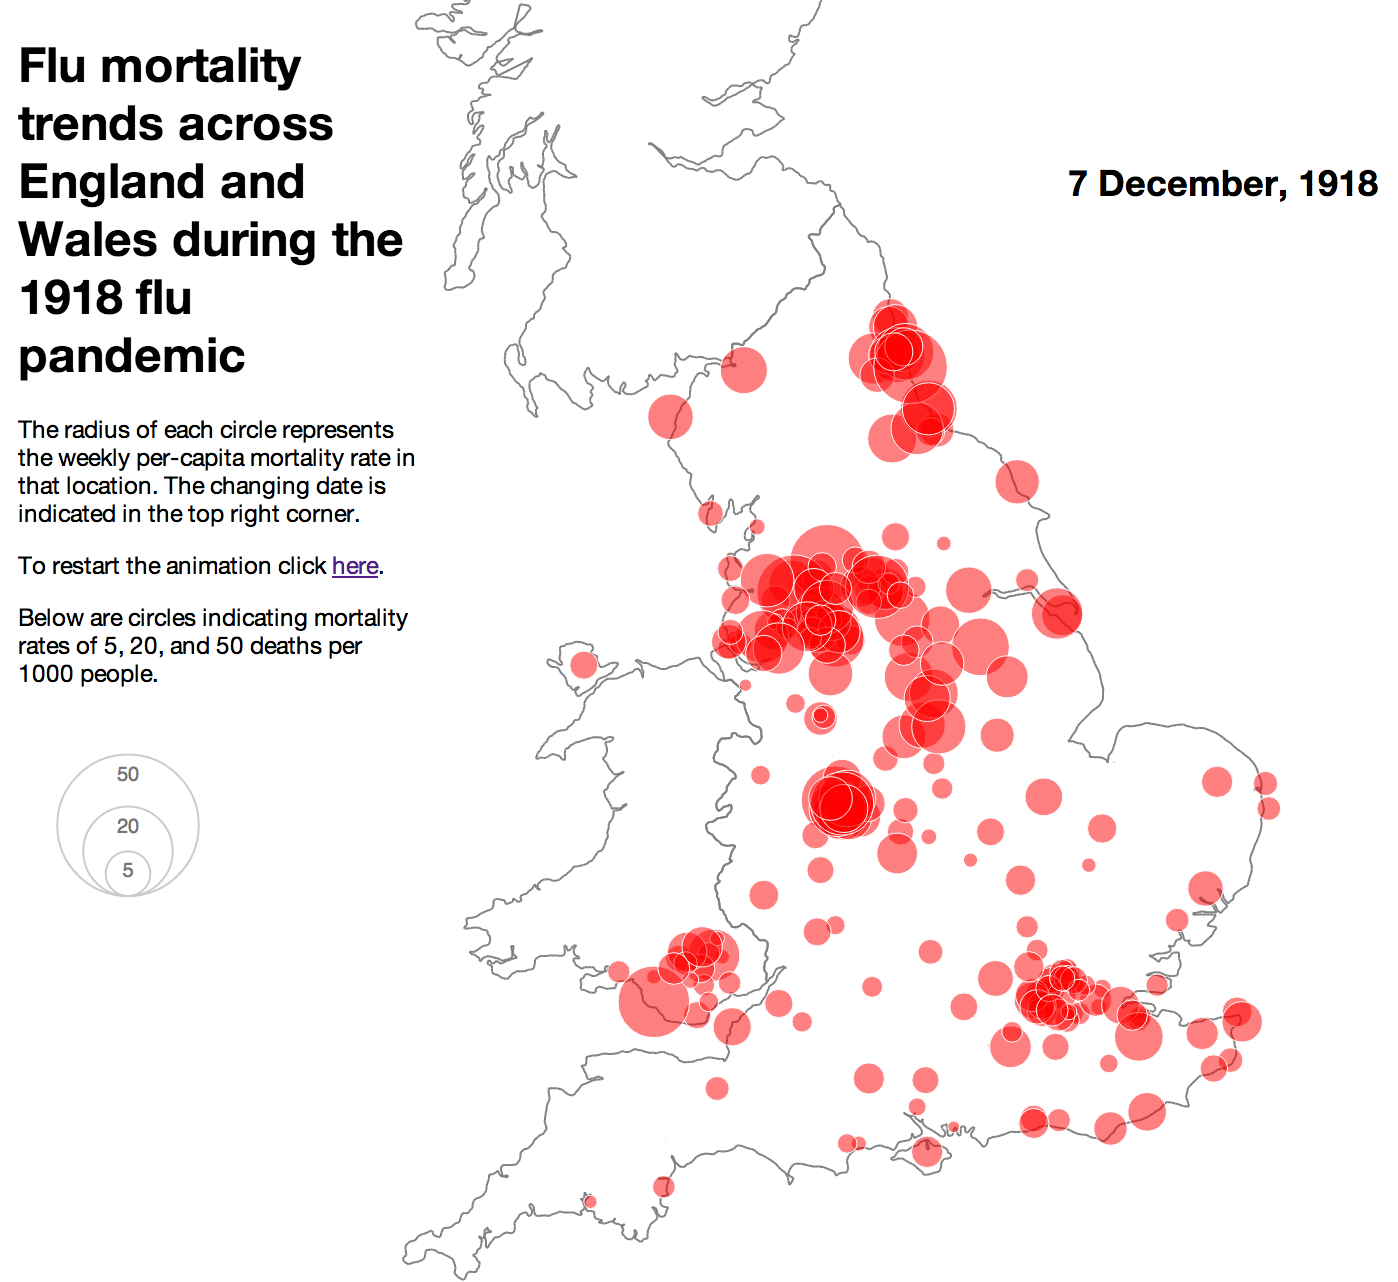 Flu mortality
trends across
England and
Wales during the
1918 flu
pandemic
7 December, 1918
The radius of each circle represents
the weekly per-capita mortality rate in
that location. The changing date is
indicated in the top right corner.
To restart the animation click here.
Below are circles indicating mortality
rates of 5, 20, and 50 deaths per
1000 people.
50
20
5